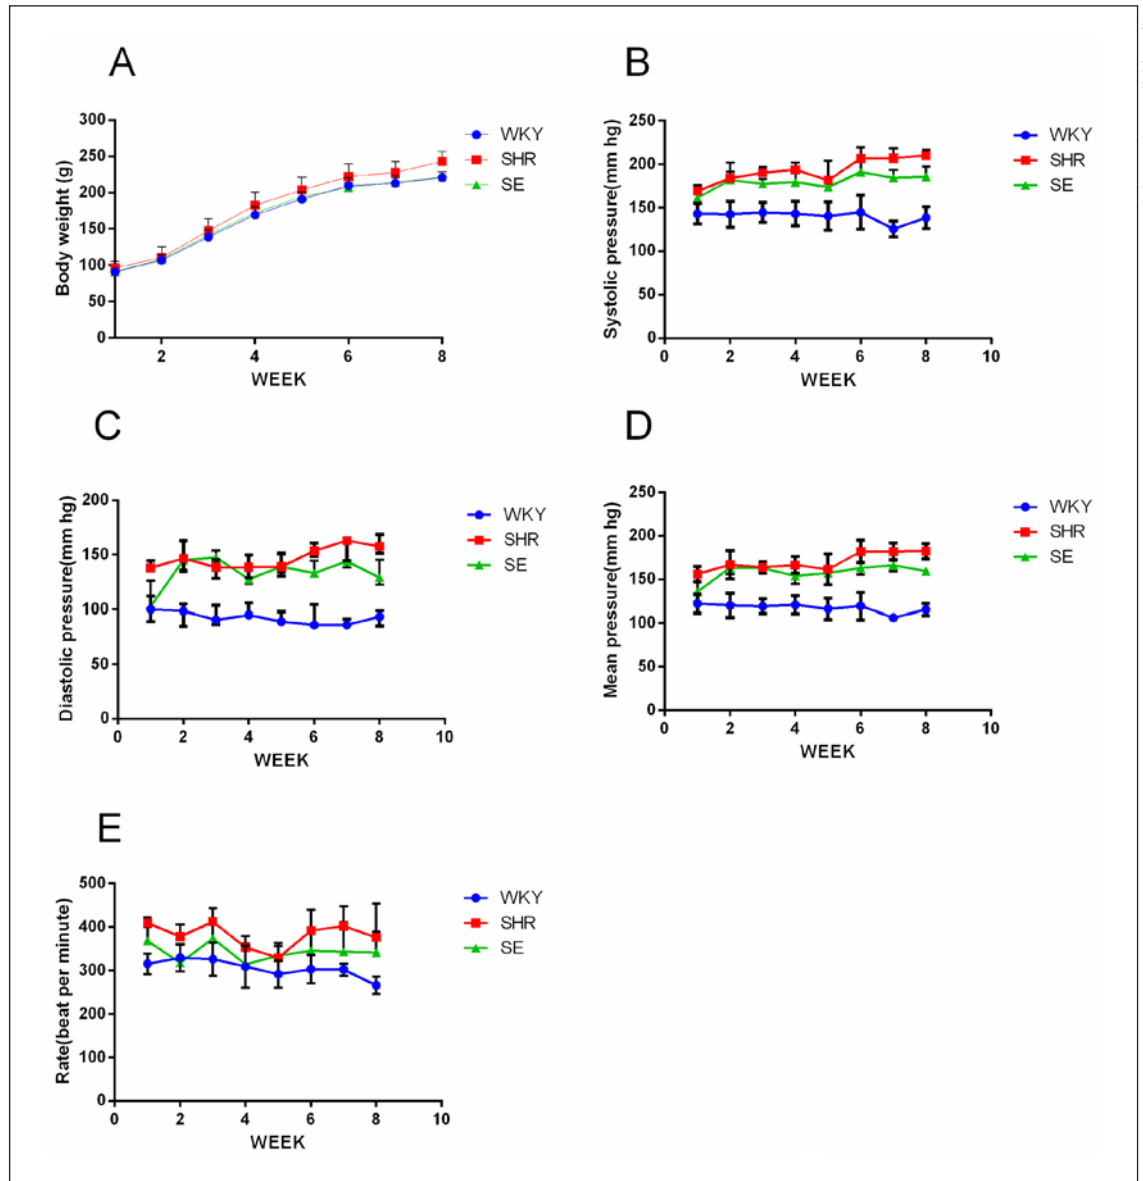 A
Body weight (g)
300
250
200
150
100
50
0
2
4
6
8
WEEK
WKY
SHR
SE
B
Systolic pressure(mm hg)
250
200
150
100
50
0
0
2
4
6
8
10
WEEK
WKY
SHR
SE
C
Diastolic pressure(mm hg)
200
150
100
50
0
0
2
4
6
8
10
WEEK
WKY
SHR
SE
D
Mean pressure(mm hg)
250
200
150
100
50
0
0
2
4
6
8
10
WEEK
WKY
SHR
SE
E
Rate(beat per minute)
500
400
300
200
100
0
0
2
4
6
8
10
WEEK
WKY
SHR
SE